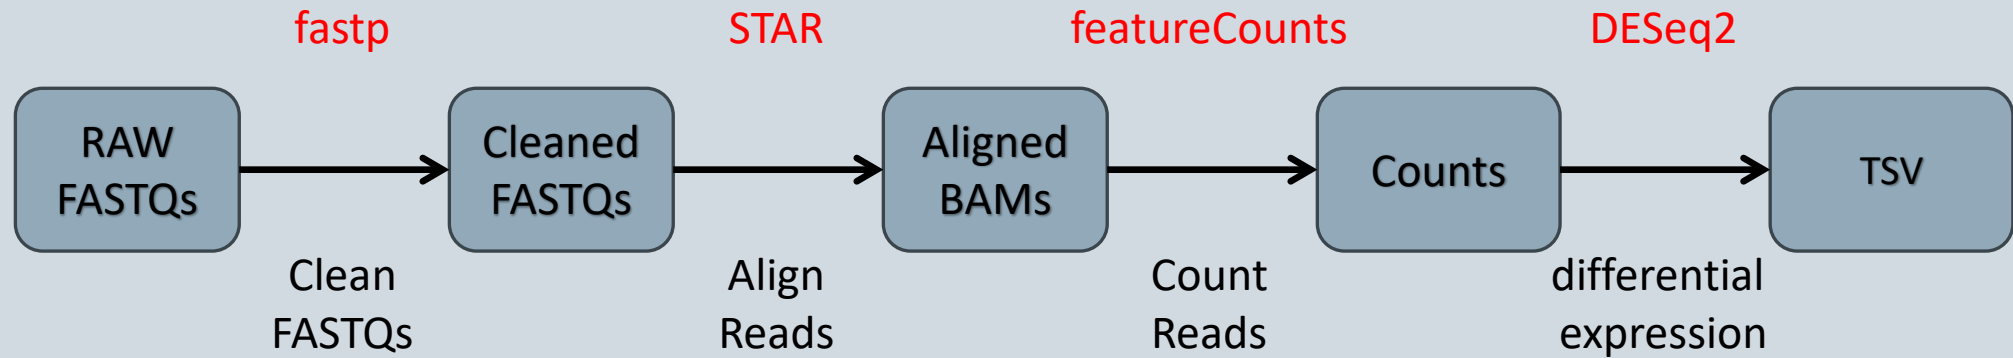 fastp
STAR
featureCounts
DESeq2
RAW
FASTQs
Cleaned
FASTQs
Aligned
BAMs
Counts
TSV
Clean
FASTQs
Align
Reads
Count
Reads
differential
expression